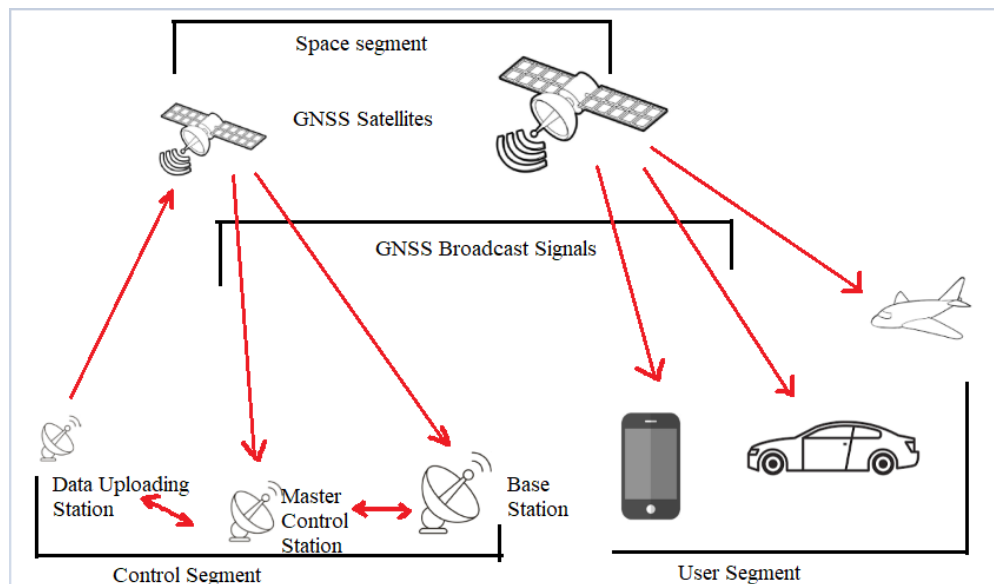 Space segment
GNSS Satellites
GNSS Broadcast Signals
Data Uploading
Station
Master
Control
Station
Base
Station
Control Segment
User Segment